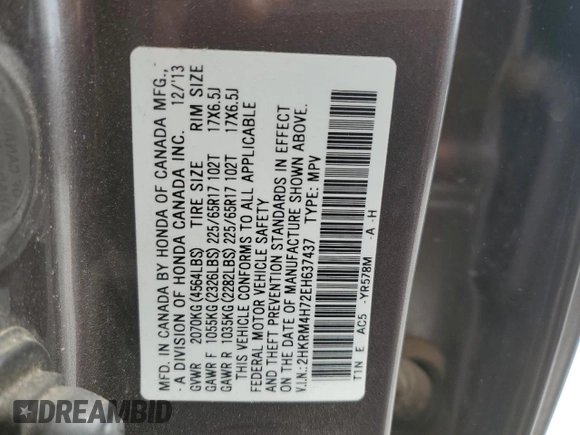 MFD. IN CANADA BY HONDA OF CANADA MFG.,
A DIVISION OF HONDA CANADA INC. 12/'13
GVWR 2070KG(4564LBS) TIRE SIZE RIM SIZE
GAWR F 1055KG(2326LBS)225/65R17 102T 17X6.5J
GAWR R 1035KG(2282LBS)225/65R17 102T 17X6.5J
THIS VEHICLE CONFORMS TO ALL APPLICABLE
FEDERAL MOTOR VEHICLE SAFETY
AND THEFT PREVENTION STANDARDS IN EFFECT
ON THE DATE OF MANUFACTURE SHOWN ABOVE.
V.I.N.:2HKRM4H72EH637437 TYPE: MPV
T1N E AC5 -YR578M -A -H
DREAMBID